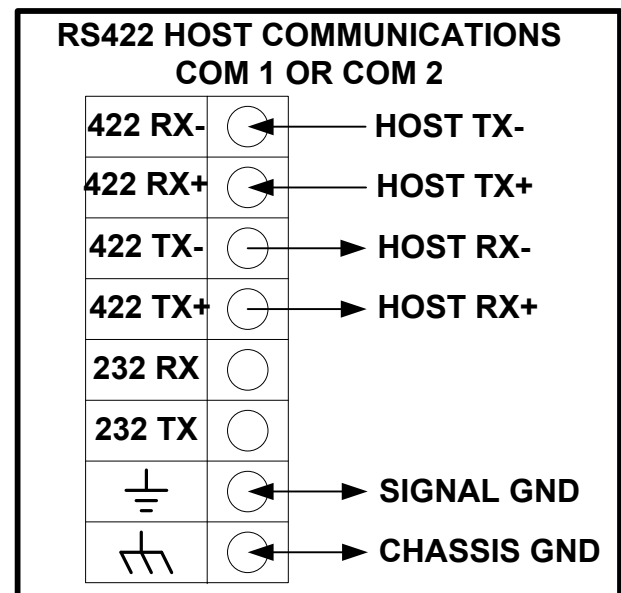 RS422 HOST COMMUNICATIONS
COM 1 OR COM 2
422 RX- HOST TX-
422 RX+ HOST TX+
422 TX- HOST RX-
422 TX+ HOST RX+
232 RX
232 TX
SIGNAL GND
CHASSIS GND